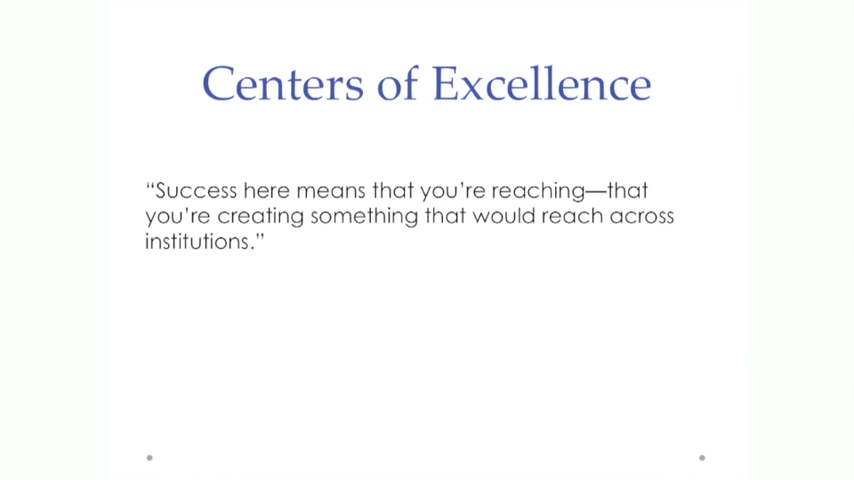 Centers of Excellence
“Success here means that you’re reaching—that
you’re creating something that would reach across
institutions.”